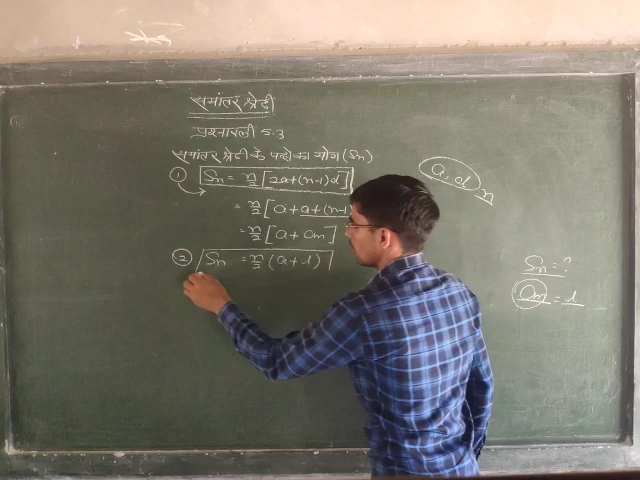 समांतर श्रेढ़ी
प्रश्नावली 5.3
समांतर श्रेढ़ी के पदो का योग (Sn)
① Sn = n/2 [2a+(n-1)d]
= n/2 [a+a+(n-1)
= n/2 [a + an]
② Sn = n/2 (a+l)
a, d, n
Sn = ?
an = l